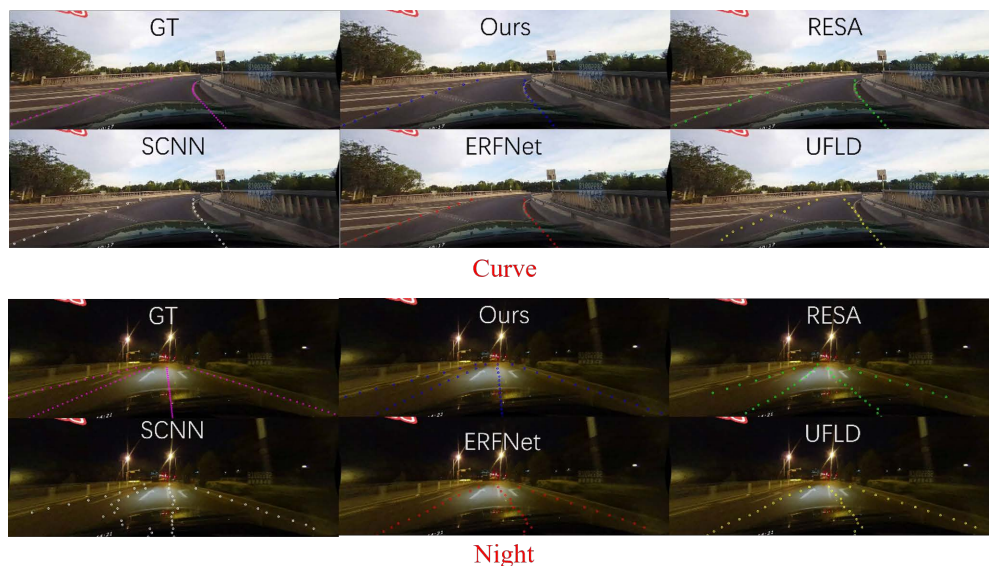 GT
Ours
RESA
SCNN
ERFNet
UFLD
Curve
GT
Ours
RESA
SCNN
ERFNet
UFLD
Night